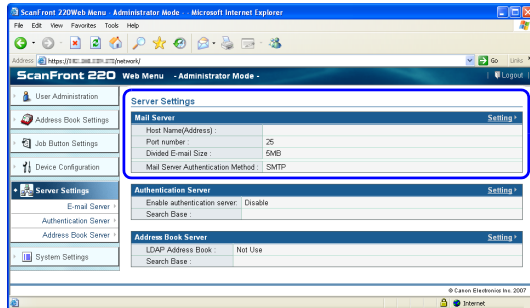 ScanFront 220Web Menu - Administrator Mode - - Microsoft Internet Explorer
File Edit View Favorites Tools Help
Address https:// /network/ Go Links
ScanFront 220 Web Menu - Administrator Mode - Logout
User Administration
Address Book Settings
Job Button Settings
Device Configuration
Server Settings
E-mail Server
Authentication Server
Address Book Server
System Settings
Server Settings
Mail Server Setting
Host Name(Address) :
Port number : 25
Divided E-mail Size : 5MB
Mail Server Authentication Method : SMTP
Authentication Server Setting
Enable authentication server: Disable
Search Base :
Address Book Server Setting
LDAP Address Book : Not Use
Search Base :
© Canon Electronics Inc. 2007
Internet